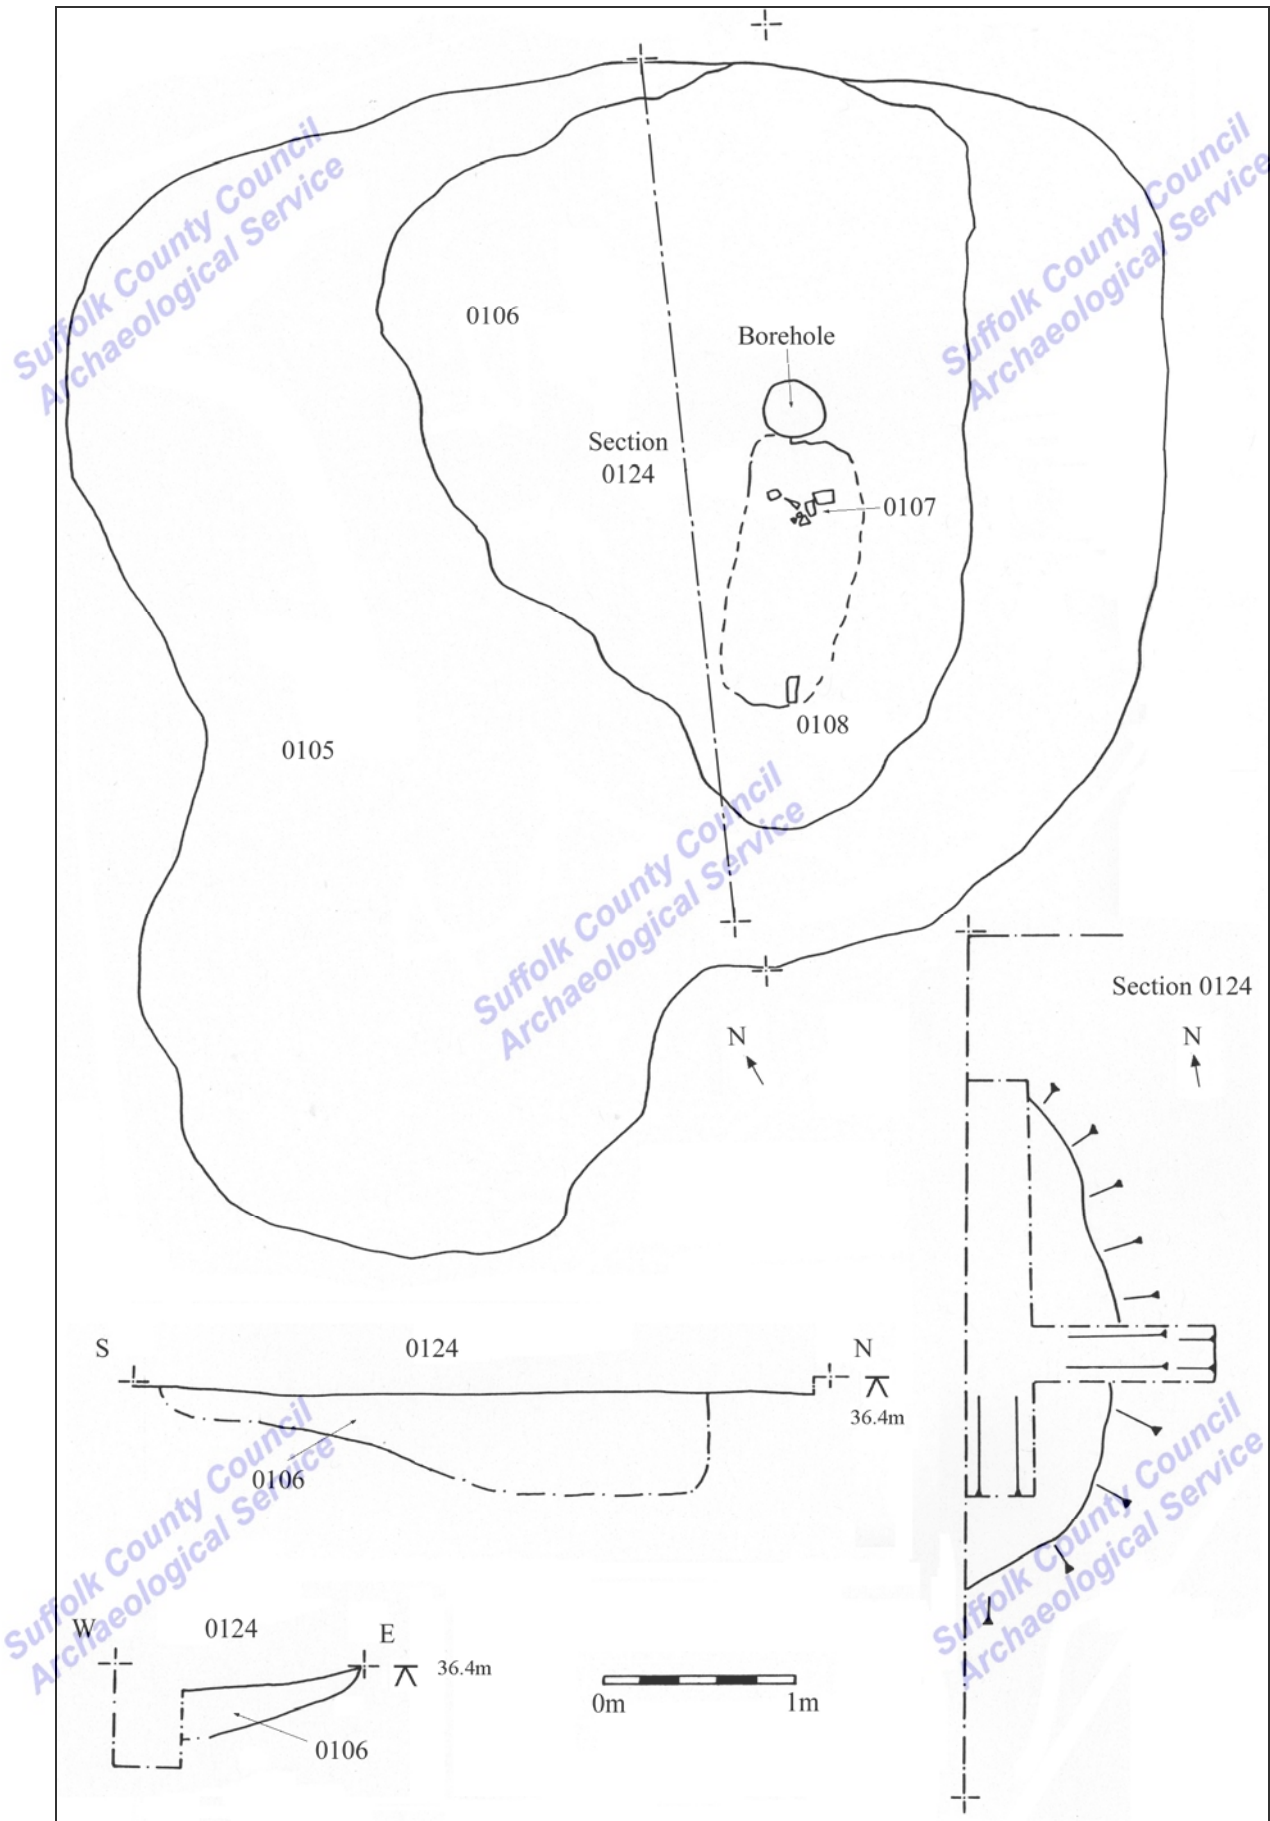 Suffolk County Council
Archaeological Service
Suffolk County Council
Archaeological Service
0106
Borehole
Section
0124
0107
0108
0105
Suffolk County Council
Archaeological Service
Section 0124
N
N
S
0124
N
36.4m
0106
Suffolk County Council
Archaeological Service
Suffolk County Council
Archaeological Service
W
0124
E
36.4m
0106
0m
1m